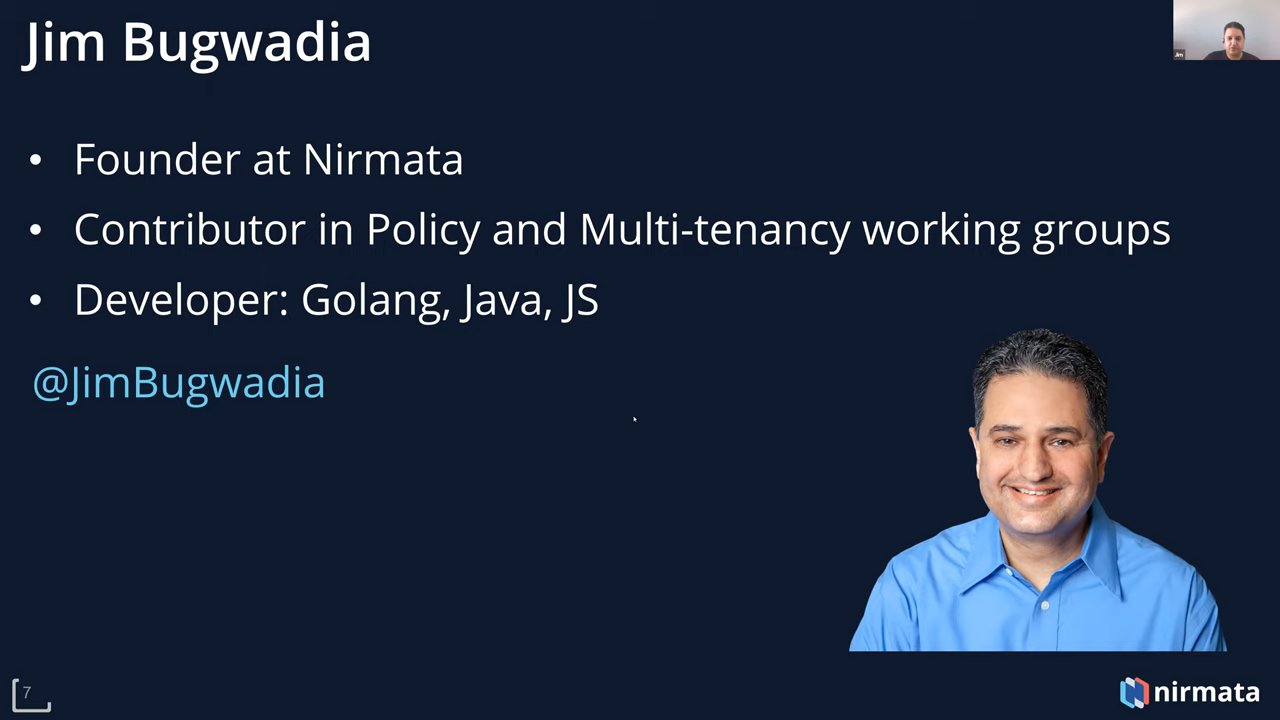 Jim Bugwadia
Jim
• Founder at Nirmata
• Contributor in Policy and Multi-tenancy working groups
• Developer: Golang, Java, JS
@JimBugwadia
7
nirmata